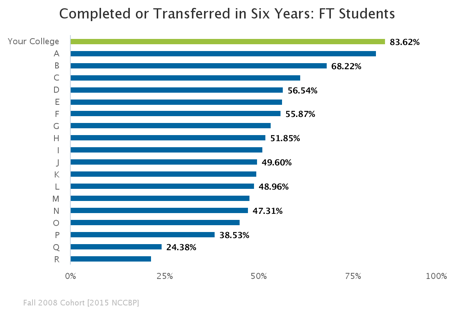 Completed or Transferred in Six Years: FT Students
Your College 83.62%
A
B 68.22%
C
D 56.54%
E
F 55.87%
G
H 51.85%
I
J 49.60%
K
L 48.96%
M
N 47.31%
O
P 38.53%
Q 24.38%
R
0% 25% 50% 75% 100%
Fall 2008 Cohort [2015 NCCBP]